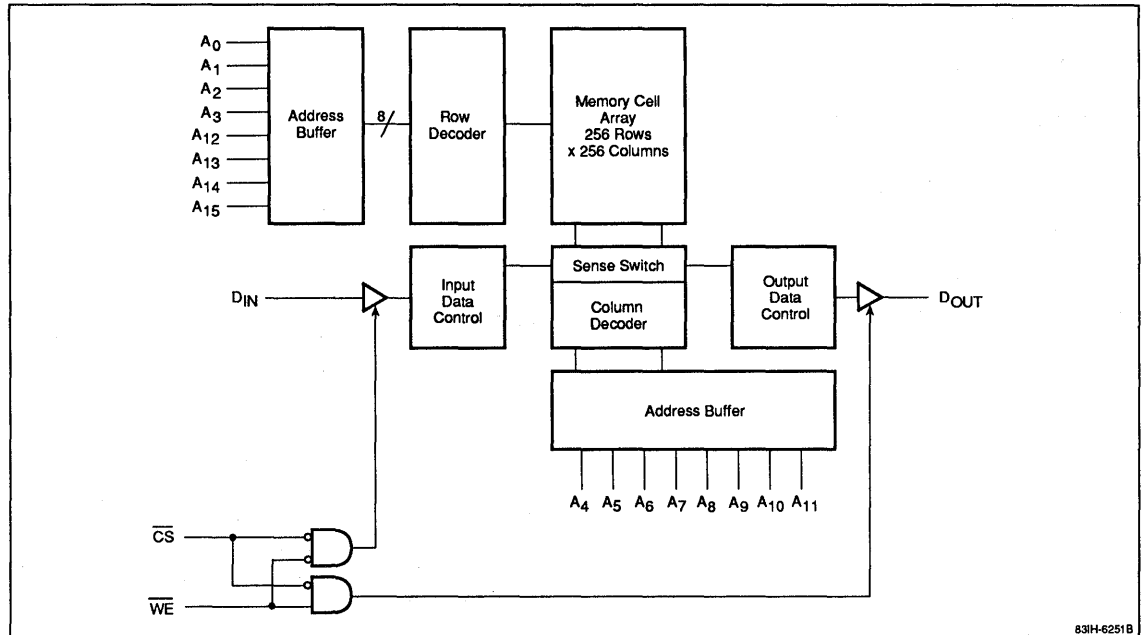 A0
A1
A2
A3
A12
A13
A14
A15
Address
Buffer
8
Row
Decoder
Memory Cell
Array
256 Rows
x 256 Columns
DIN
Input
Data
Control
Sense Switch
Column
Decoder
Output
Data
Control
DOUT
Address Buffer
A4 A5 A6 A7 A8 A9 A10 A11
C̅S̅
W̅E̅
83IH-6251B